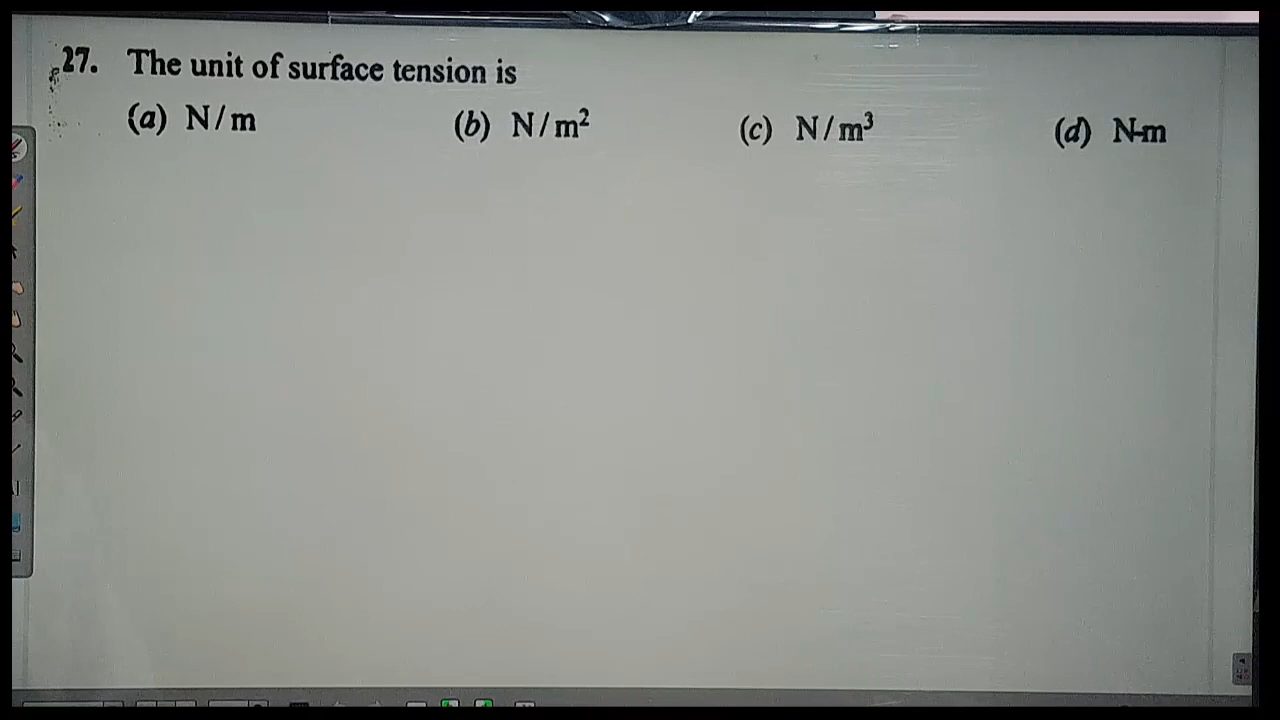 27. The unit of surface tension is
(a) N/m (b) N/m² (c) N/m³ (d) N-m